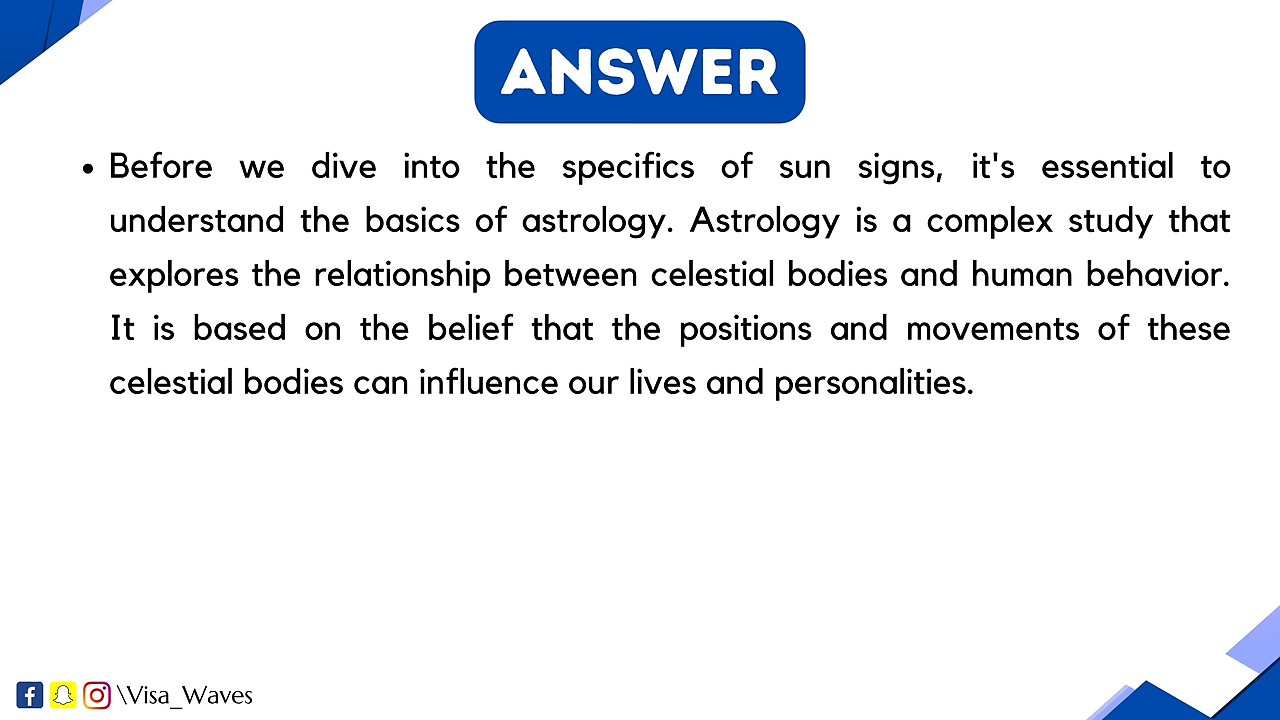 ANSWER
• Before we dive into the specifics of sun signs, it's essential to
understand the basics of astrology. Astrology is a complex study that
explores the relationship between celestial bodies and human behavior.
It is based on the belief that the positions and movements of these
celestial bodies can influence our lives and personalities.
\Visa_Waves